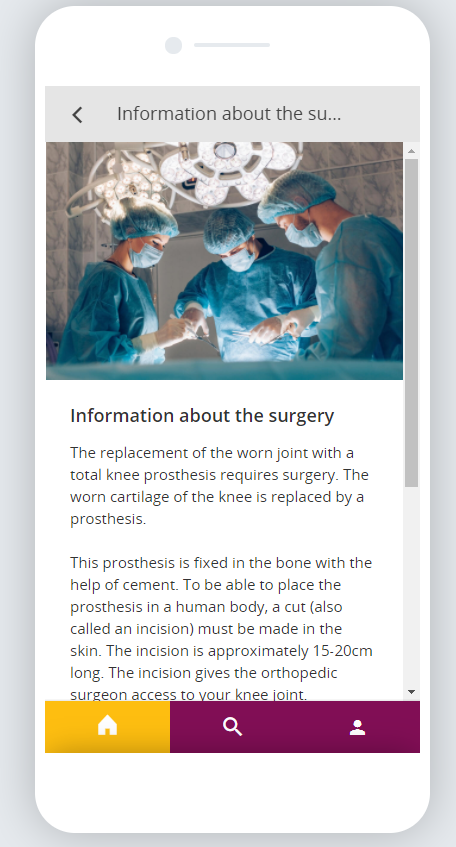 Information about the su...
Information about the surgery
The replacement of the worn joint with a
total knee prosthesis requires surgery. The
worn cartilage of the knee is replaced by a
prosthesis.
This prosthesis is fixed in the bone with the
help of cement. To be able to place the
prosthesis in a human body, a cut (also
called an incision) must be made in the
skin. The incision is approximately 15-20cm
long. The incision gives the orthopedic
surgeon access to your knee joint.